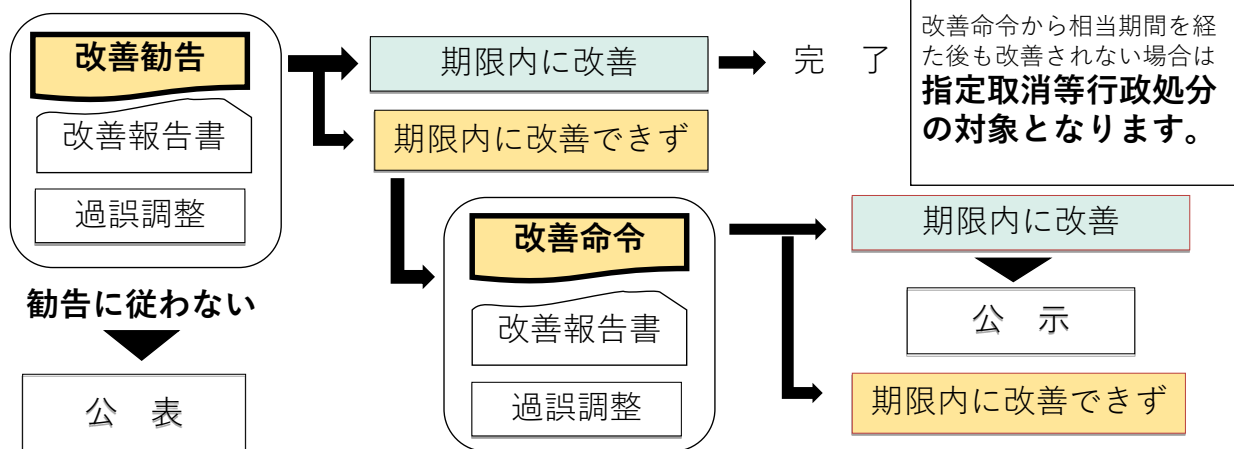 改善勧告
改善報告書
過誤調整
勧告に従わない
公　表
期限内に改善
完　了
期限内に改善できず
改善命令
改善報告書
過誤調整
改善命令から相当期間を経
た後も改善されない場合は
指定取消等行政処分
の対象となります。
期限内に改善
公　示
期限内に改善できず